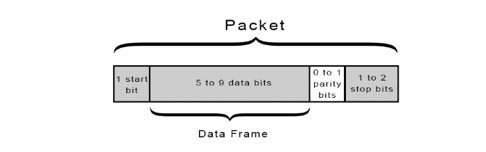 Packet
1 start
bit
5 to 9 data bits
0 to 1
parity
bits
1 to 2
stop bits
Data Frame